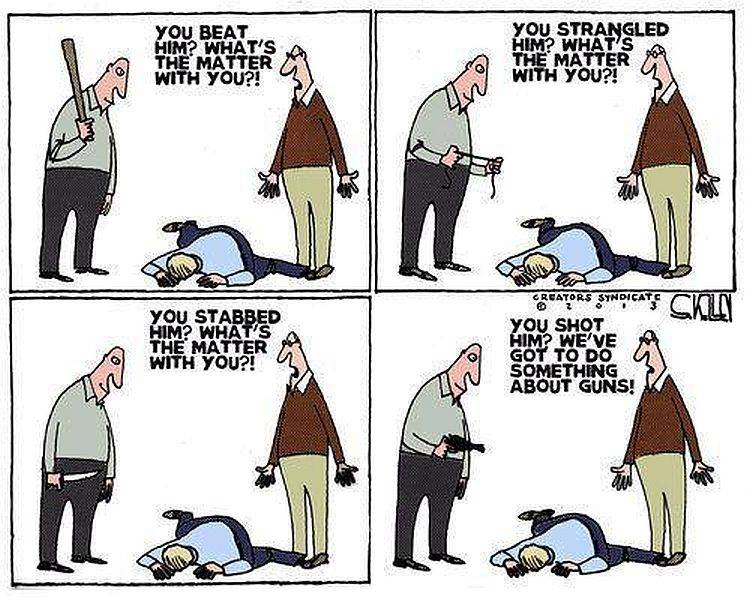 YOU BEAT
HIM? WHAT'S
THE MATTER
WITH YOU?!
YOU STRANGLED
HIM? WHAT'S
THE MATTER
WITH YOU?!
YOU STABBED
HIM? WHAT'S
THE MATTER
WITH YOU?!
CREATORS SYNDICATE
© 2013
YOU SHOT
HIM? WE'VE
GOT TO DO
SOMETHING
ABOUT GUNS!